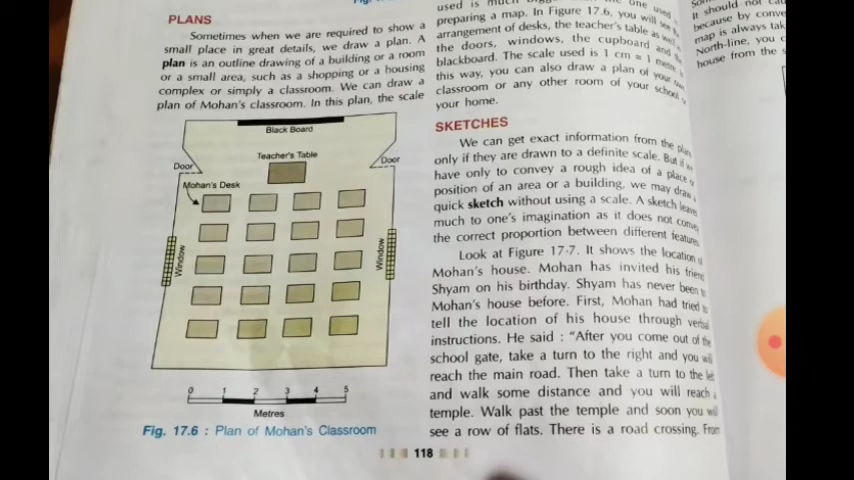 PLANS
Sometimes when we are required to show a
small place in great details, we draw a plan. A
plan is an outline drawing of a building or a room
or a small area, such as a shopping or a housing
complex or simply a classroom. We can draw a
plan of Mohan's classroom. In this plan, the scale
Black Board
Teacher's Table
Door
Door
Mohan's Desk
Window
Window
0 1 2 3 4 5
Metres
Fig. 17.6 : Plan of Mohan's Classroom
used is much one used
preparing a map. In Figure 17.6, you will see the
arrangement of desks, the teacher's table as well
the doors, windows, the cupboard and the
blackboard. The scale used is 1 cm = 1 metre
this way, you can also draw a plan of your own
classroom or any other room of your school or
your home.
SKETCHES
We can get exact information from the plan
only if they are drawn to a definite scale. But if we
have only to convey a rough idea of a place or
position of an area or a building, we may draw
quick sketch without using a scale. A sketch leaves
much to one's imagination as it does not convey
the correct proportion between different features
Look at Figure 17-7. It shows the location of
Mohan's house. Mohan has invited his friend
Shyam on his birthday. Shyam has never been to
Mohan's house before. First, Mohan had tried to
tell the location of his house through verbal
instructions. He said : "After you come out of the
school gate, take a turn to the right and you will
reach the main road. Then take a turn to the left
and walk some distance and you will reach a
temple. Walk past the temple and soon you will
see a row of flats. There is a road crossing. From
It should not
because by
map is always
North-line, you
house from the
118